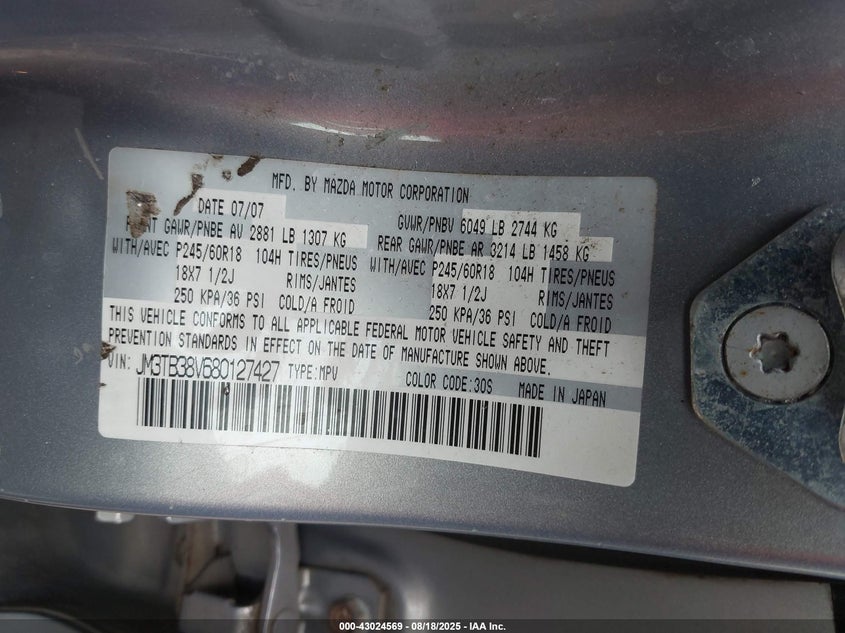 MFD. BY MAZDA MOTOR CORPORATION
DATE 07/07 GVWR/PNBV 6049 LB 2744 KG
GAWR/PNBE AV 2881 LB 1307 KG REAR GAWR/PNBE AR 3214 LB 1458 KG
WITH/AVEC P245/60R18 104H TIRES/PNEUS WITH/AVEC P245/60R18 104H TIRES/PNEUS
18X7 1/2J RIMS/JANTES 18X7 1/2J RIMS/JANTES
250 KPA/36 PSI COLD/A FROID 250 KPA/36 PSI COLD/A FROID
THIS VEHICLE CONFORMS TO ALL APPLICABLE FEDERAL MOTOR VEHICLE SAFETY AND THEFT
PREVENTION STANDARDS IN EFFECT ON THE DATE OF MANUFACTURE SHOWN ABOVE.
VIN: JM3TB38V680127427 TYPE:MPV COLOR CODE:30S MADE IN JAPAN
000-43024569 - 08/18/2025 - IAA Inc.